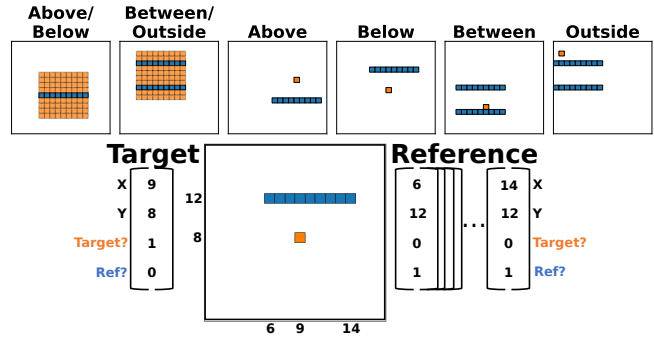 Above/
Below
Between/
Outside
Above
Below
Between
Outside
Target
Reference
X 9
Y 8
Target? 1
Ref? 0
12
8
6 9 14
6
12
0
1
...
14 X
12 Y
0 Target?
1 Ref?